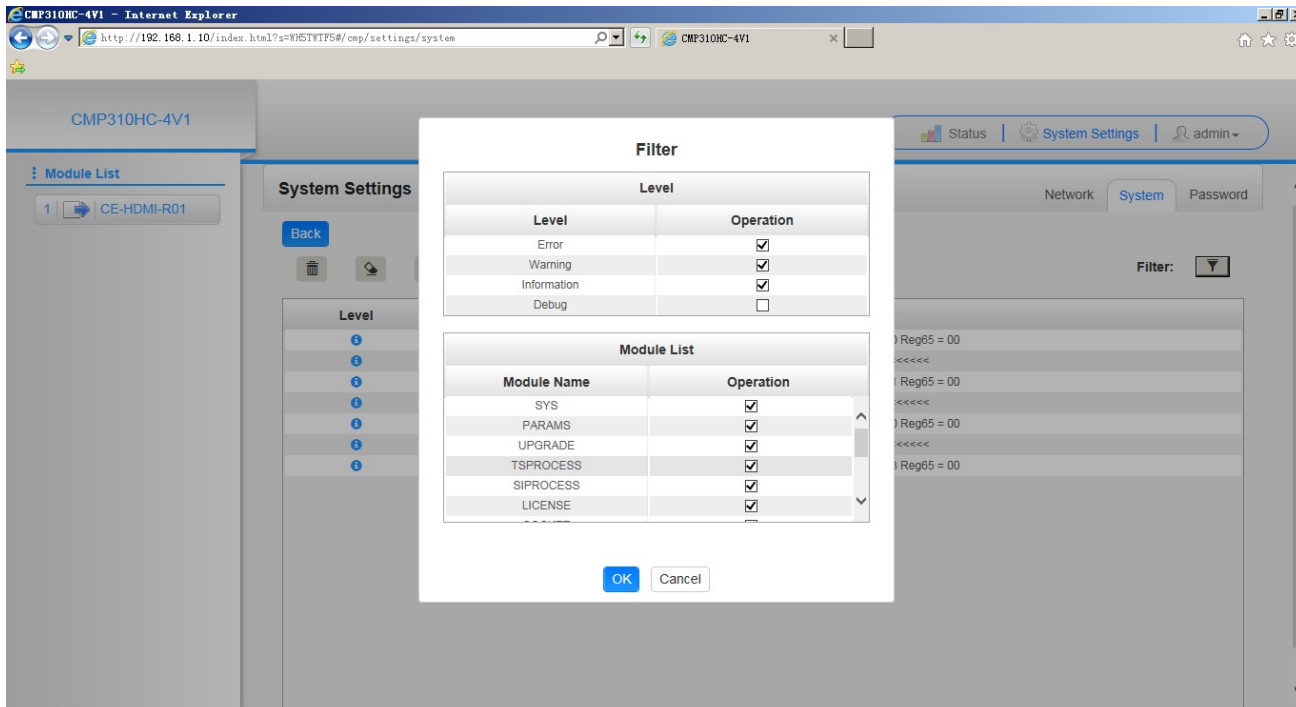 CMP310HC-4V1 - Internet Explorer
http://192.168.1.10/index.html?s=WH5TWTF5#/cmp/settings/system
CMP310HC-4V1
CMP310HC-4V1
Status | System Settings | admin
Module List
1 CE-HDMI-R01
System Settings
Network System Password
Back
Filter:
Level
0 Reg65 = 00
<<<<<
Reg65 = 00
<<<<<
0 Reg65 = 00
<<<<<
Reg65 = 00
Filter
Level
Level Operation
Error
Warning
Information
Debug
Module List
Module Name Operation
SYS
PARAMS
UPGRADE
TSPROCESS
SIPROCESS
LICENSE
OK Cancel